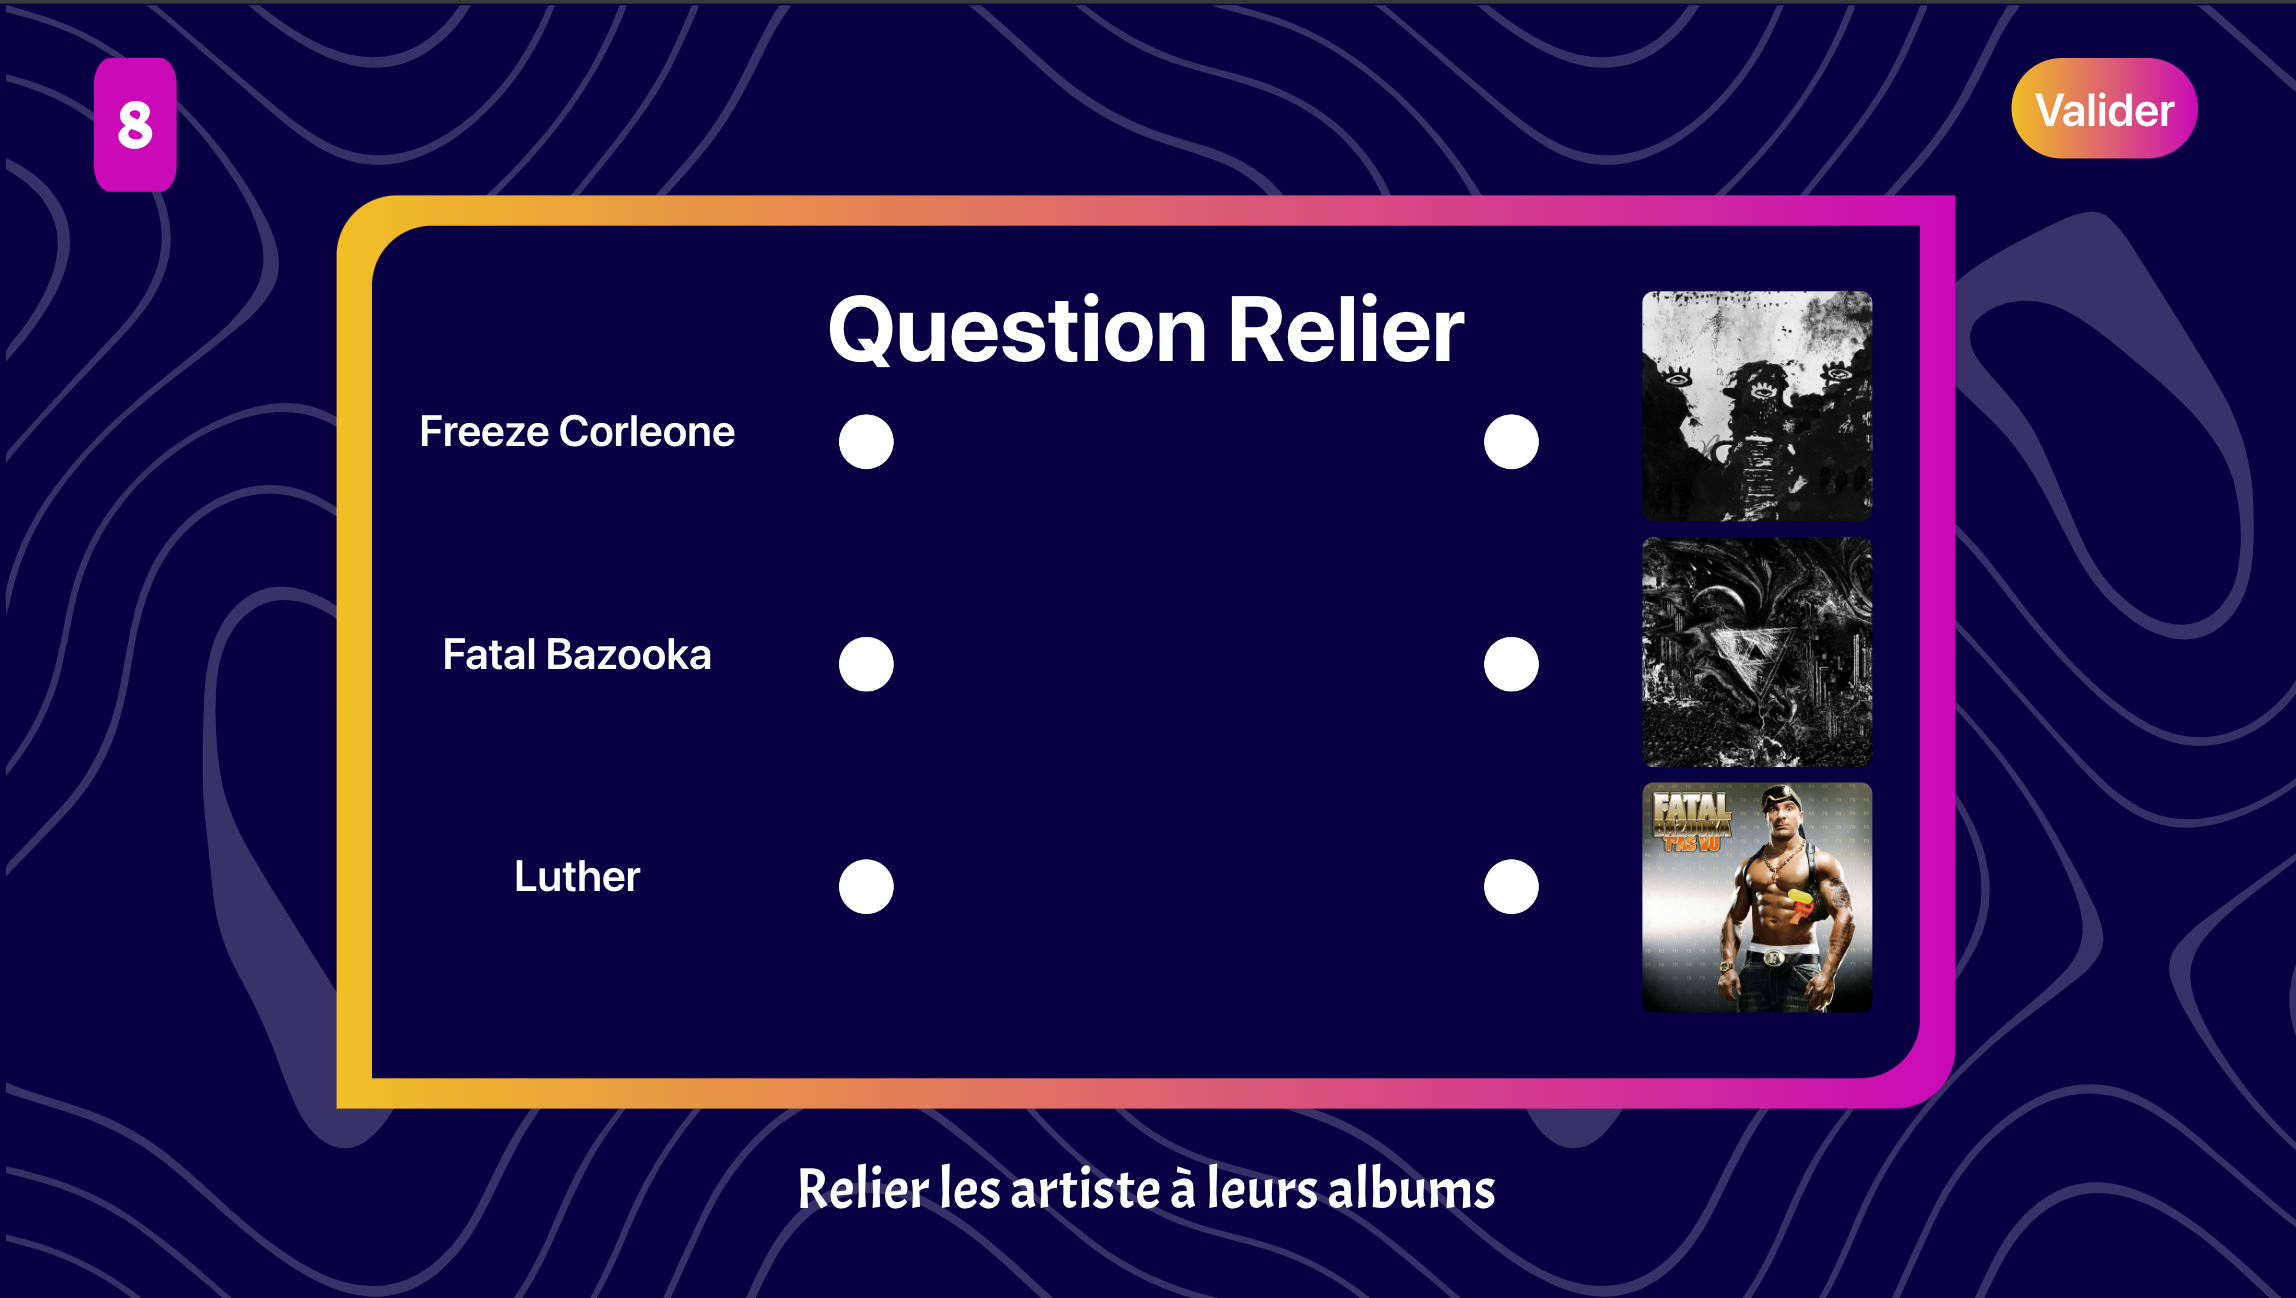 8
Valider
Question Relier
Freeze Corleone
Fatal Bazooka
Luther
FATAL
BAZOOKA
T'AS VU
Relier les artiste à leurs albums